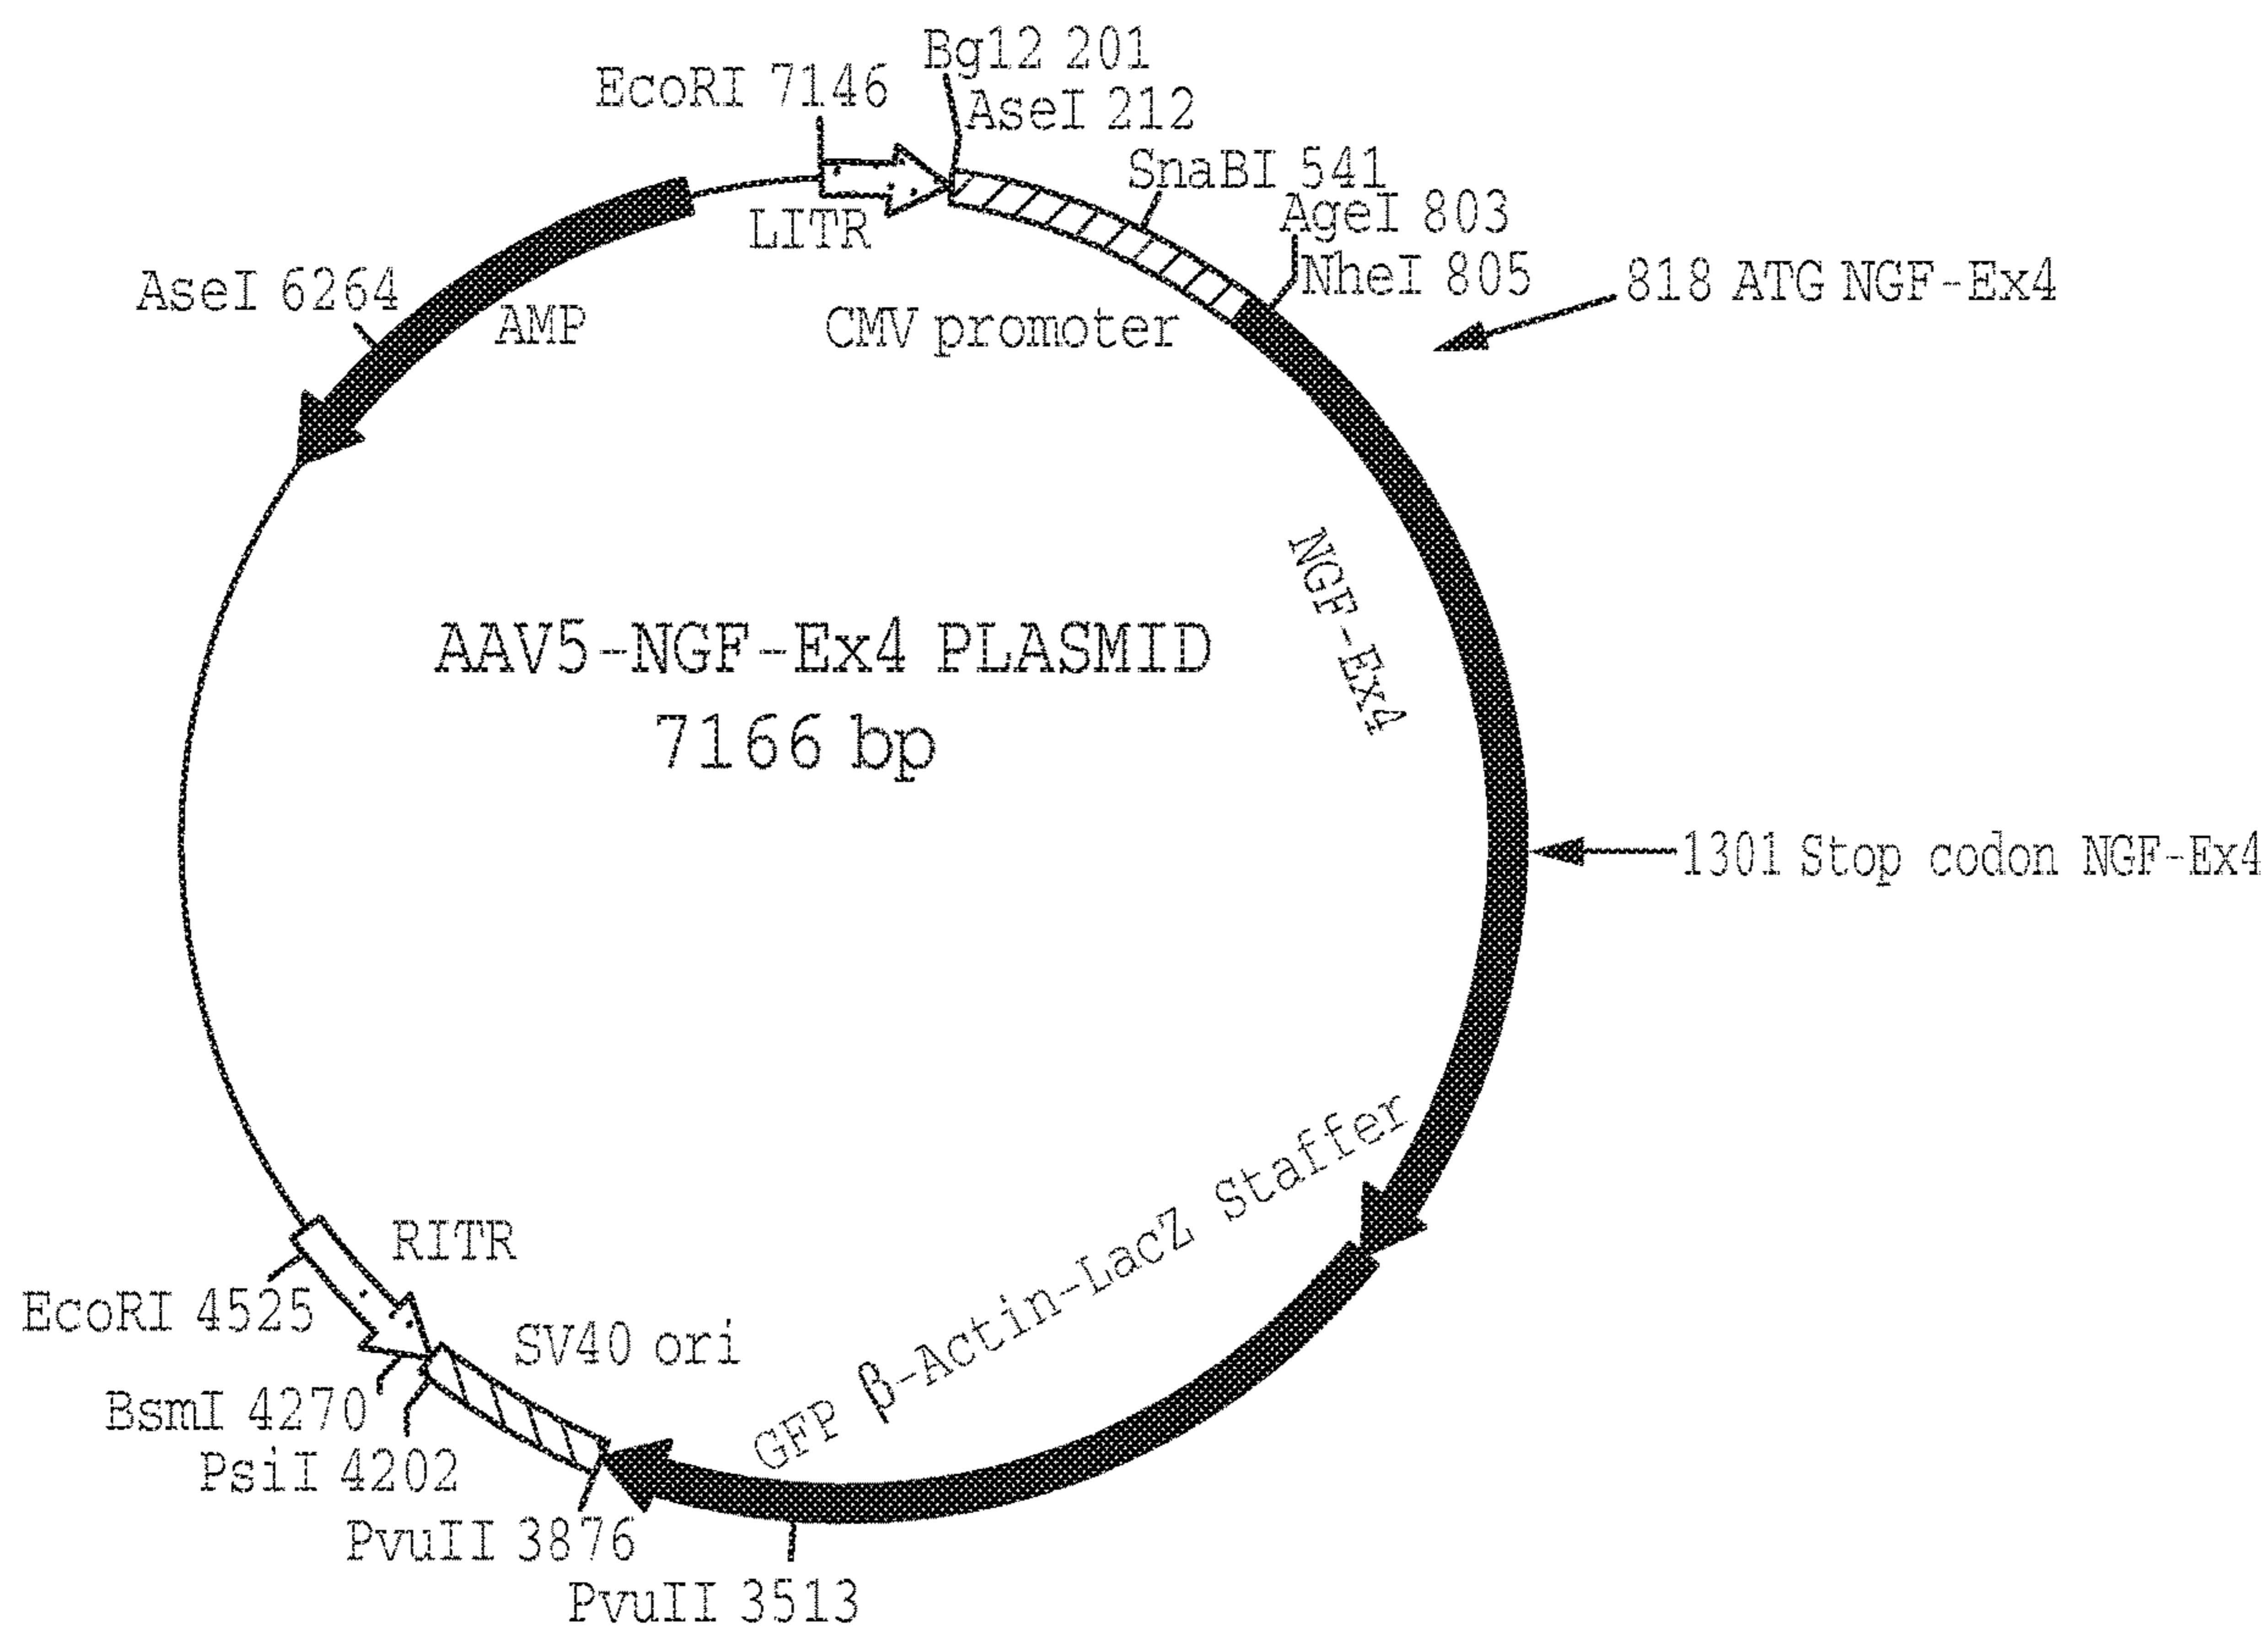 Bg12 201
EcoRI 7146
AseI 212
SnaBI 541
AgeI 803
NheI 805
818 ATG NGF-Ex4
LITR
AseI 6264
AMP
CMV promoter
NGF-Ex4
AAV5-NGF-Ex4 PLASMID
7166 bp
1301 Stop codon NGF-Ex4
GFP β-Actin-LacZ Staffer
RITR
EcoRI 4525
SV40 ori
BsmI 4270
PsiI 4202
PvuII 3876
PvuII 3513